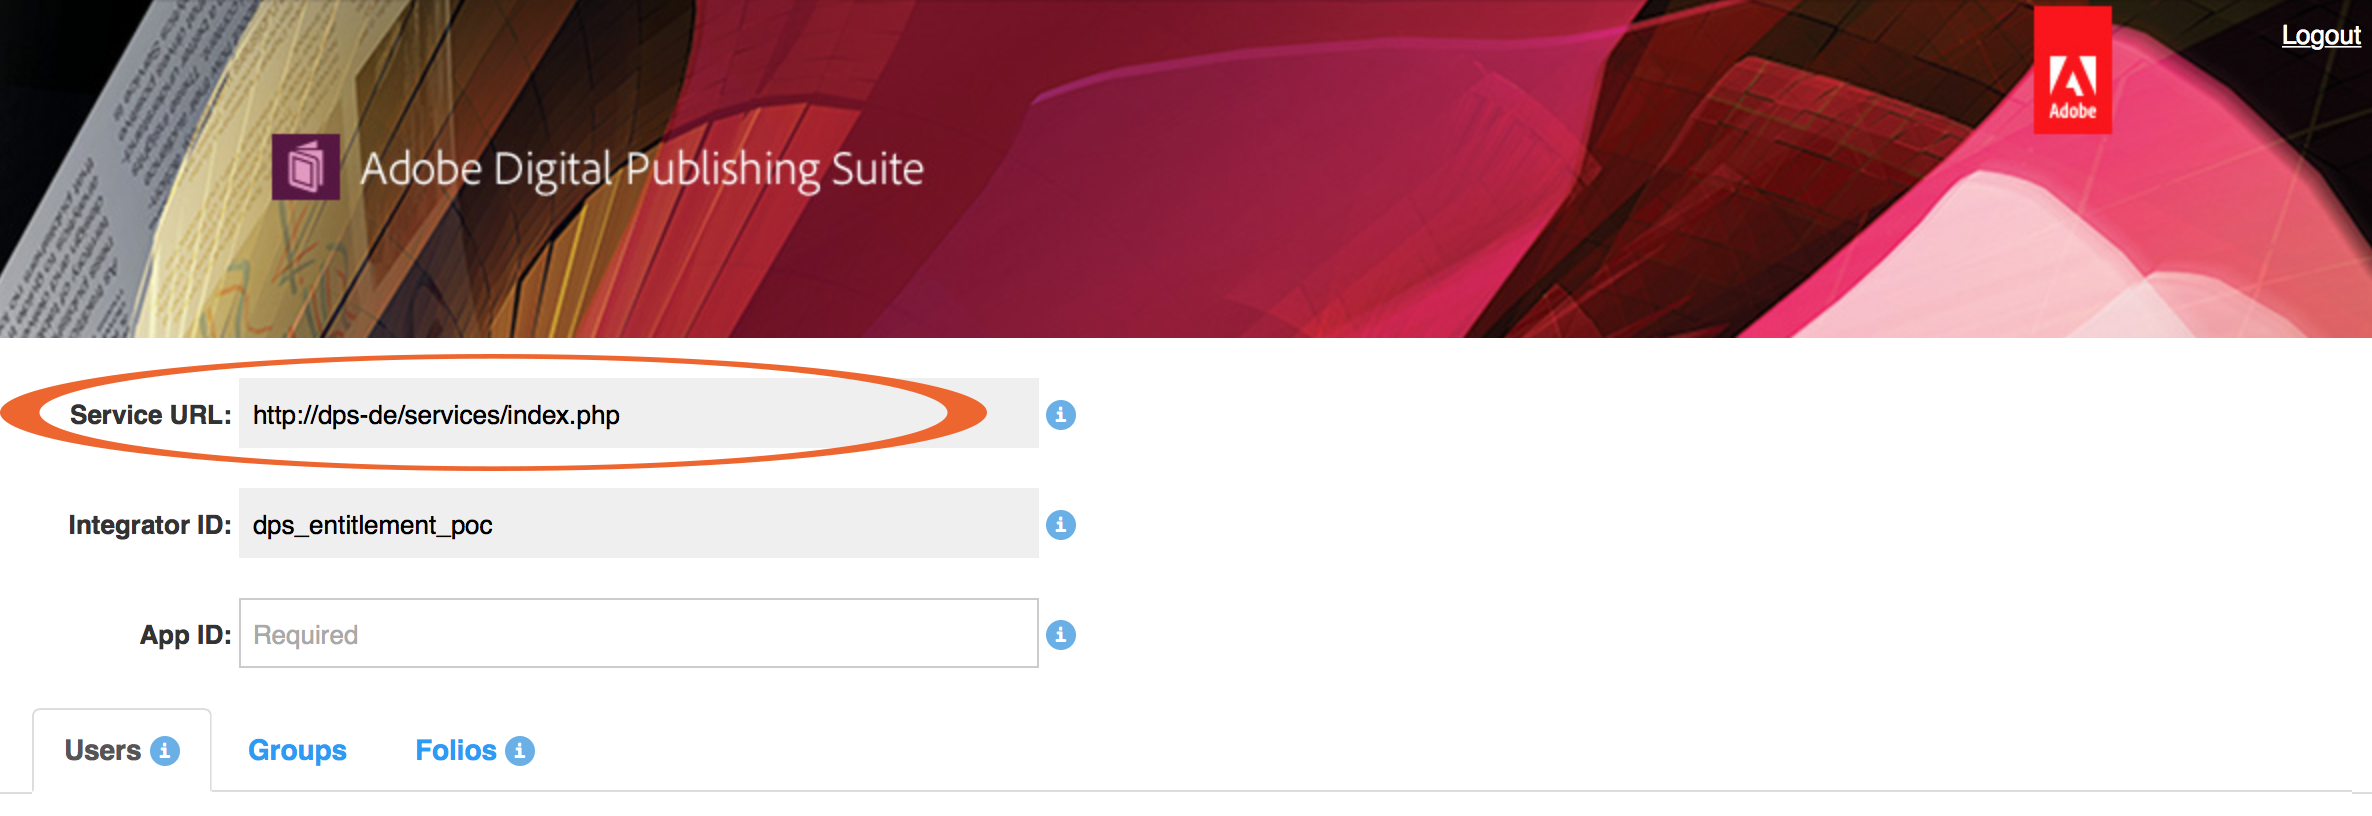 Logout
Adobe
Adobe Digital Publishing Suite
Service URL: http://dps-de/services/index.php
Integrator ID: dps_entitlement_poc
App ID: Required
Users Groups Folios